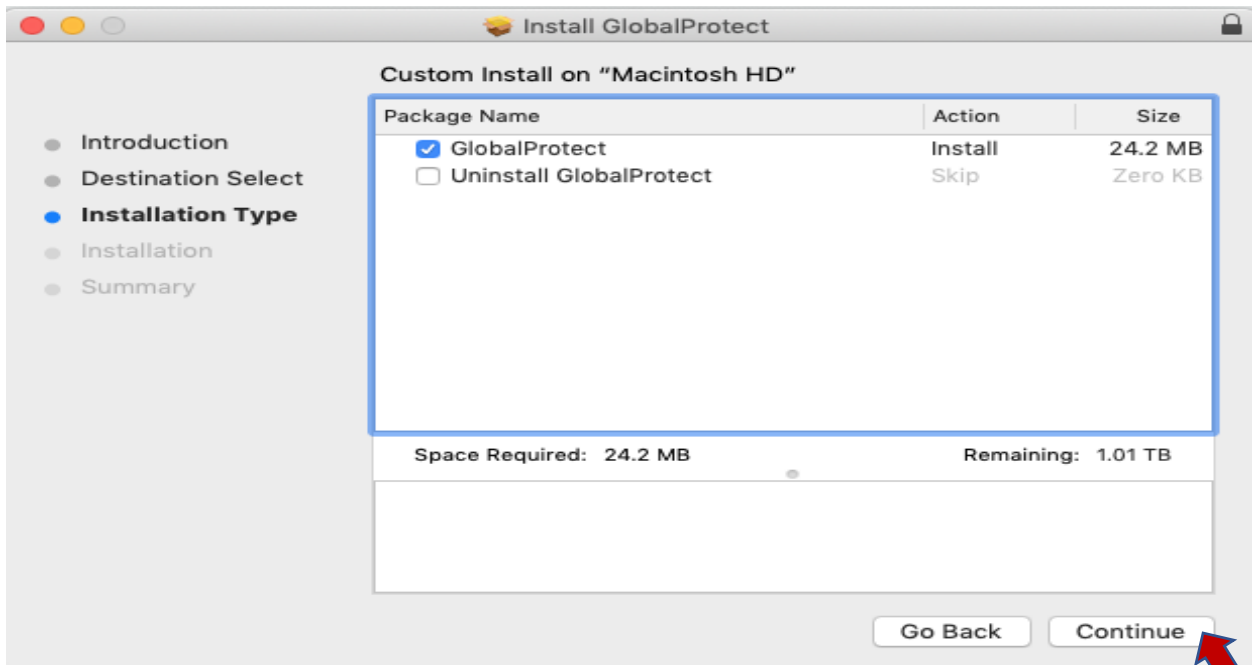 Install GlobalProtect
Custom Install on “Macintosh HD”
Introduction
Destination Select
Installation Type
Installation
Summary
Package Name Action Size
GlobalProtect Install 24.2 MB
Uninstall GlobalProtect Skip Zero KB
Space Required: 24.2 MB Remaining: 1.01 TB
Go Back Continue